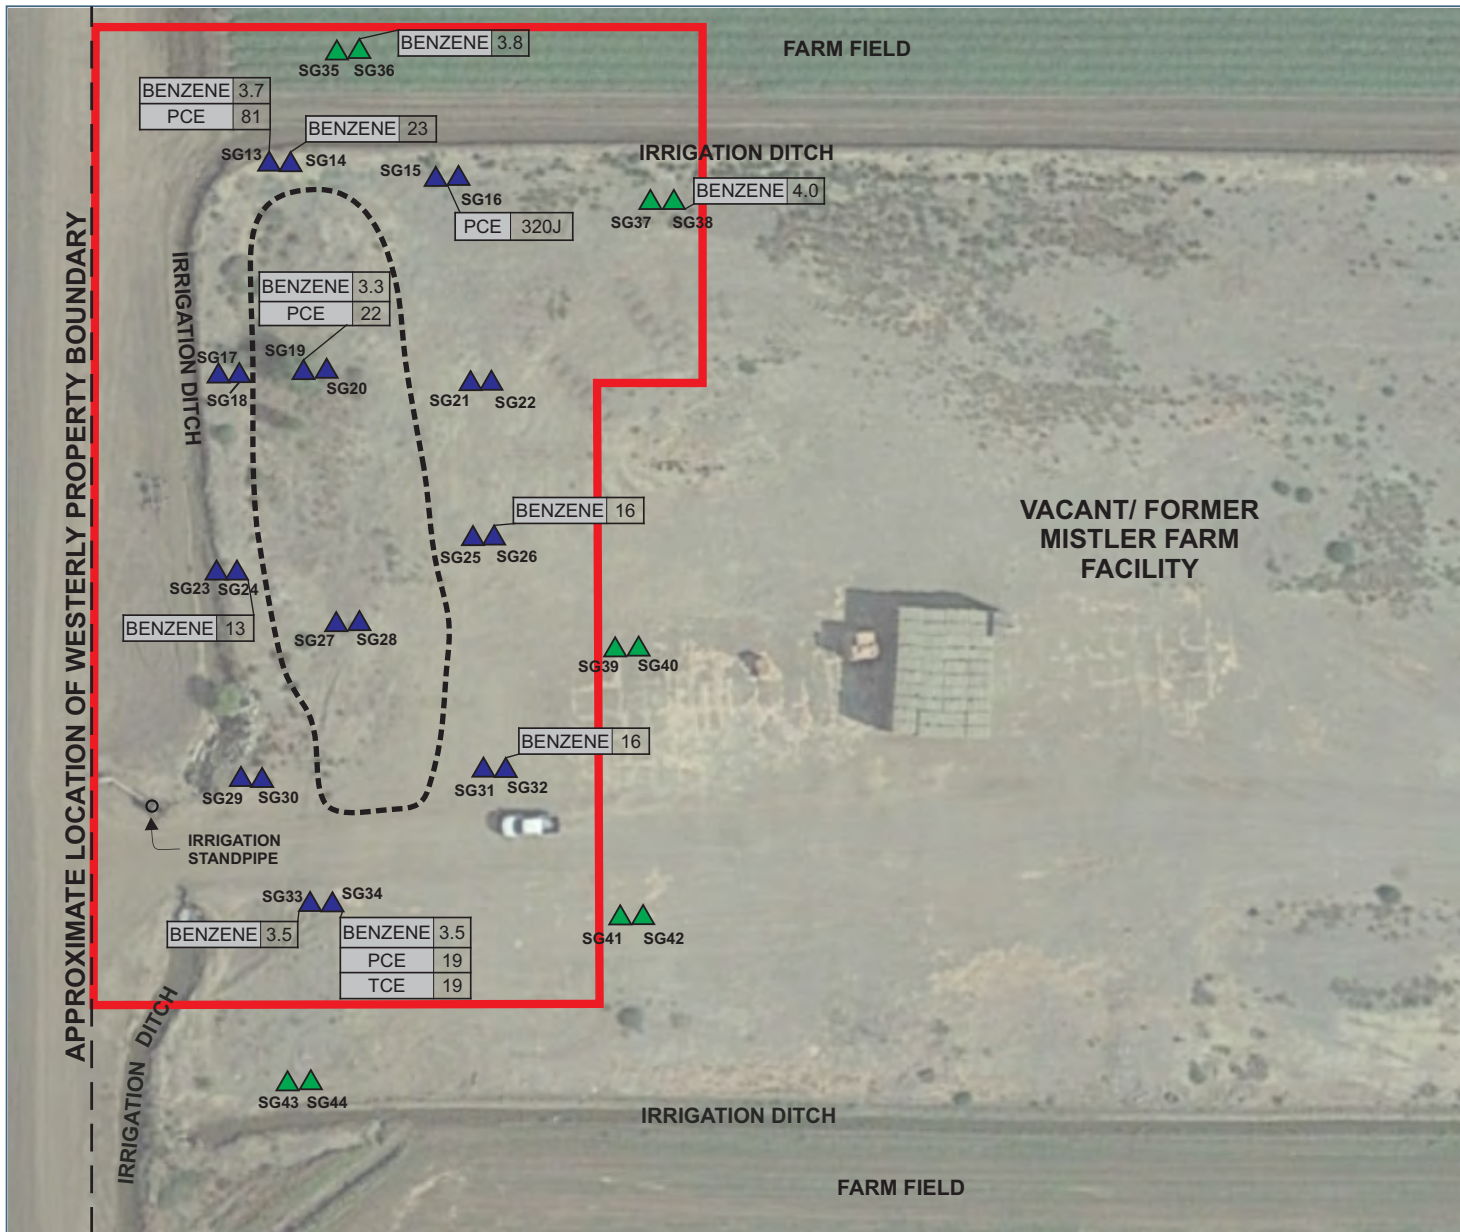 FARM FIELD
BENZENE 3.8
SG35 SG36
BENZENE 3.7
PCE 81
BENZENE 23
SG13 SG14
SG15
SG16
PCE 320J
IRRIGATION DITCH
BENZENE 4.0
SG37 SG38
APPROXIMATE LOCATION OF WESTERLY PROPERTY BOUNDARY
IRRIGATION DITCH
BENZENE 3.3
PCE 22
SG17
SG18
SG19
SG20
SG21 SG22
BENZENE 16
SG25 SG26
VACANT/ FORMER
MISTLER FARM
FACILITY
SG23 SG24
BENZENE 13
SG27 SG28
SG39 SG40
BENZENE 16
SG31 SG32
SG29 SG30
IRRIGATION
STANDPIPE
SG33 SG34
BENZENE 3.5
BENZENE 3.5
PCE 19
TCE 19
SG41 SG42
IRRIGATION DITCH
SG43 SG44
IRRIGATION DITCH
FARM FIELD